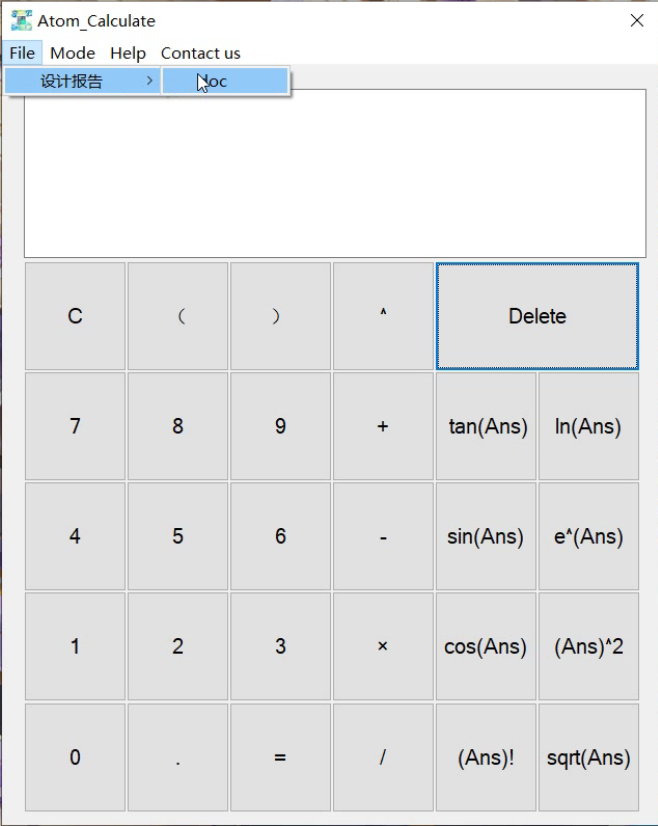 Atom_Calculate
File Mode Help Contact us
设计报告
C （ ） ^ Delete
7 8 9 + tan(Ans) ln(Ans)
4 5 6 - sin(Ans) e^(Ans)
1 2 3 × cos(Ans) (Ans)^2
0 . = / (Ans)! sqrt(Ans)